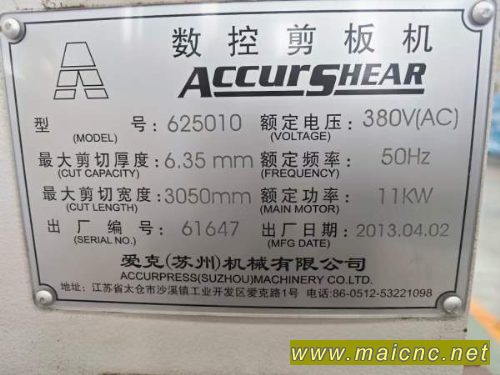 数控剪板机
ACCURSHEAR
型 号: 625010 额定电压: 380V(AC)
(MODEL) (VOLTAGE)
最大剪切厚度: 6.35 mm 额定频率: 50Hz
(CUT CAPACITY) (FREQUENCY)
最大剪切宽度: 3050mm 额定功率: 11KW
(CUT LENGTH) (MAIN MOTOR)
出厂编号: 61647 出厂日期: 2013.04.02
(SERIAL NO.) (MFG DATE)
爱克(苏州)机械有限公司
ACCURPRESS(SUZHOU)MACHINERY CO.LTD.
地址:江苏省太仓市沙溪镇工业开发区爱克路1号 电话:86-0512-53221098
www.maicnc.net